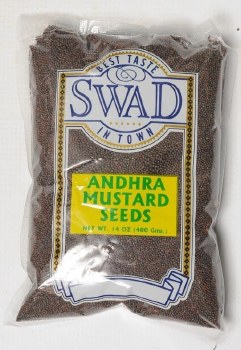 BEST TASTE
SWAD
IN TOWN
ANDHRA
MUSTARD
SEEDS
NET WT. 14 OZ (400 Gms.)